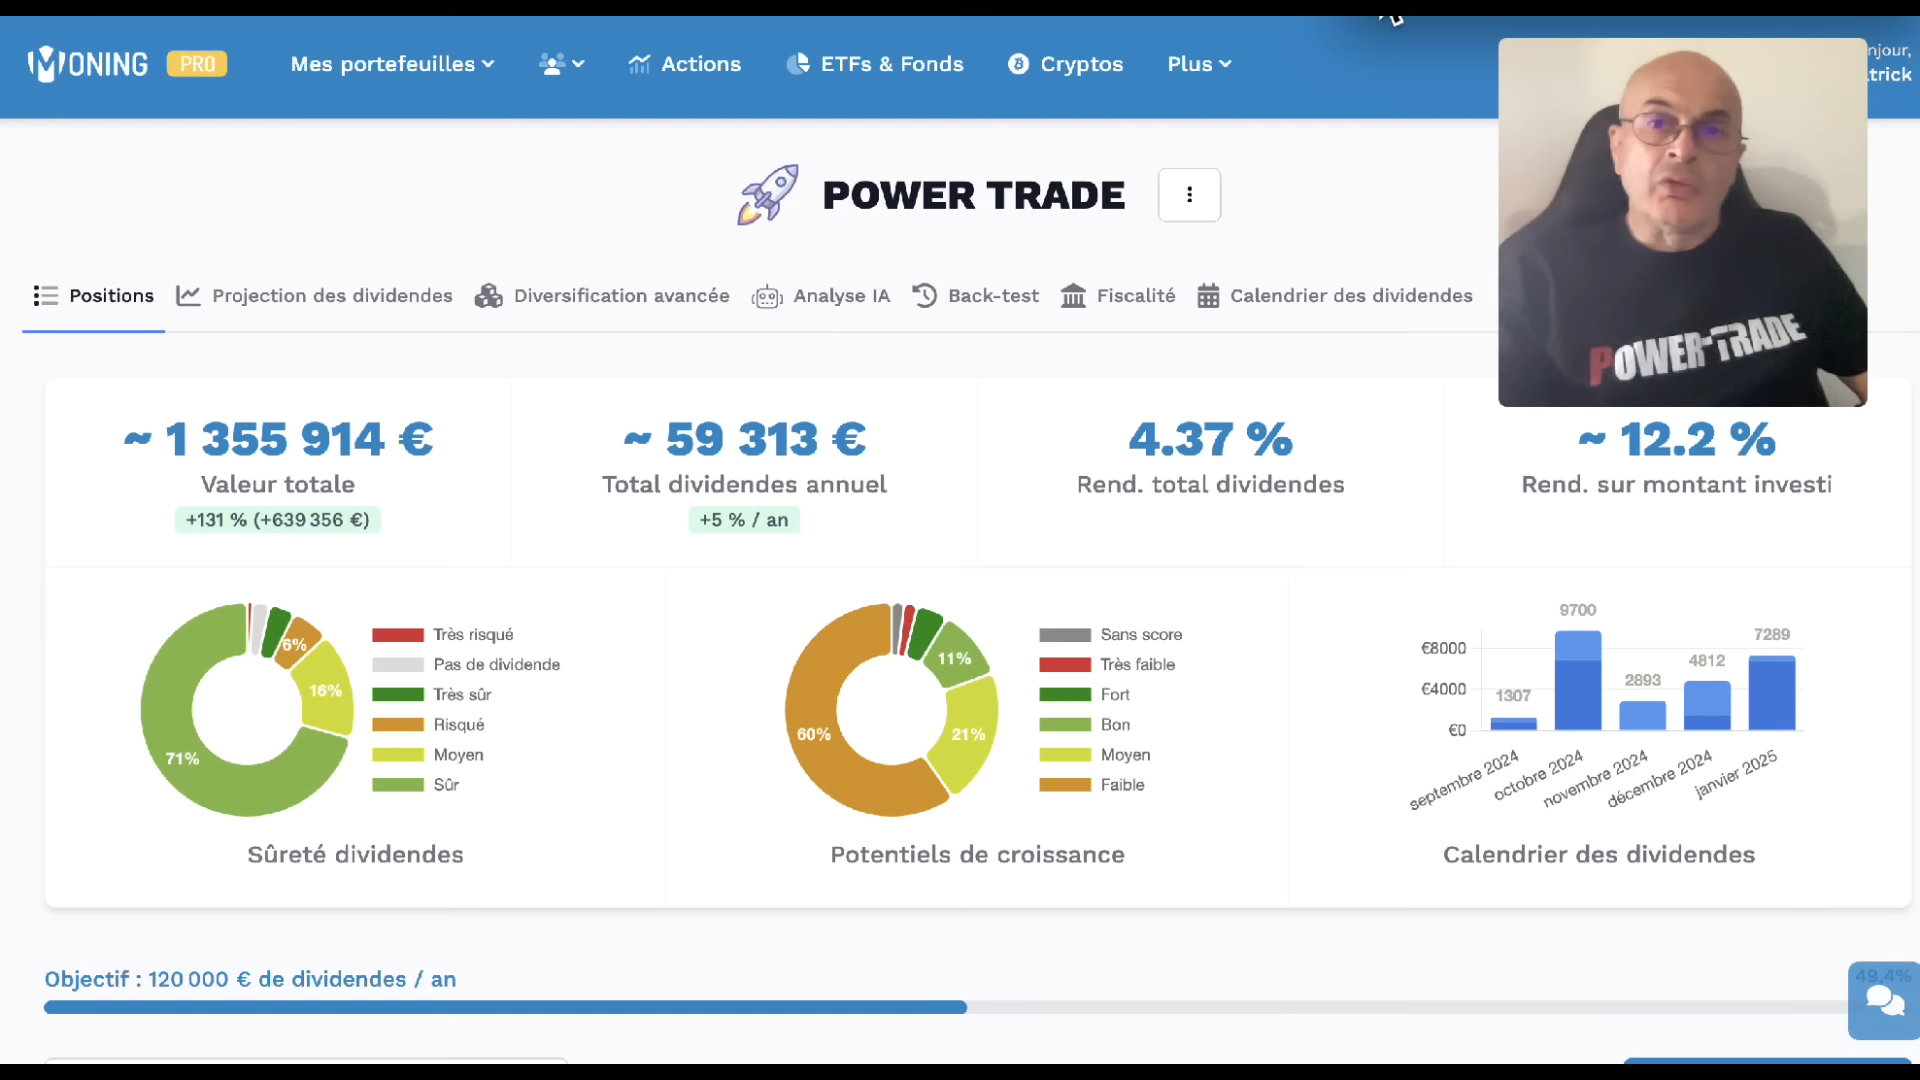 MONING PRO
Mes portefeuilles
Actions
ETFs & Fonds
Cryptos
Plus
njour,
trick
POWER TRADE
POWER-TRADE
Positions
Projection des dividendes
Diversification avancée
Analyse IA
Back-test
Fiscalité
Calendrier des dividendes
~ 1 355 914 €
Valeur totale
+131 % (+639 356 €)
~ 59 313 €
Total dividendes annuel
+5 % / an
4.37 %
Rend. total dividendes
~ 12.2 %
Rend. sur montant investi
6%
16%
71%
Très risqué
Pas de dividende
Très sûr
Risqué
Moyen
Sûr
Sûreté dividendes
11%
21%
60%
Sans score
Très faible
Fort
Bon
Moyen
Faible
Potentiels de croissance
€8000
€4000
€0
1307
9700
2893
4812
7289
septembre 2024
octobre 2024
novembre 2024
décembre 2024
janvier 2025
Calendrier des dividendes
Objectif : 120 000 € de dividendes / an
49.4%